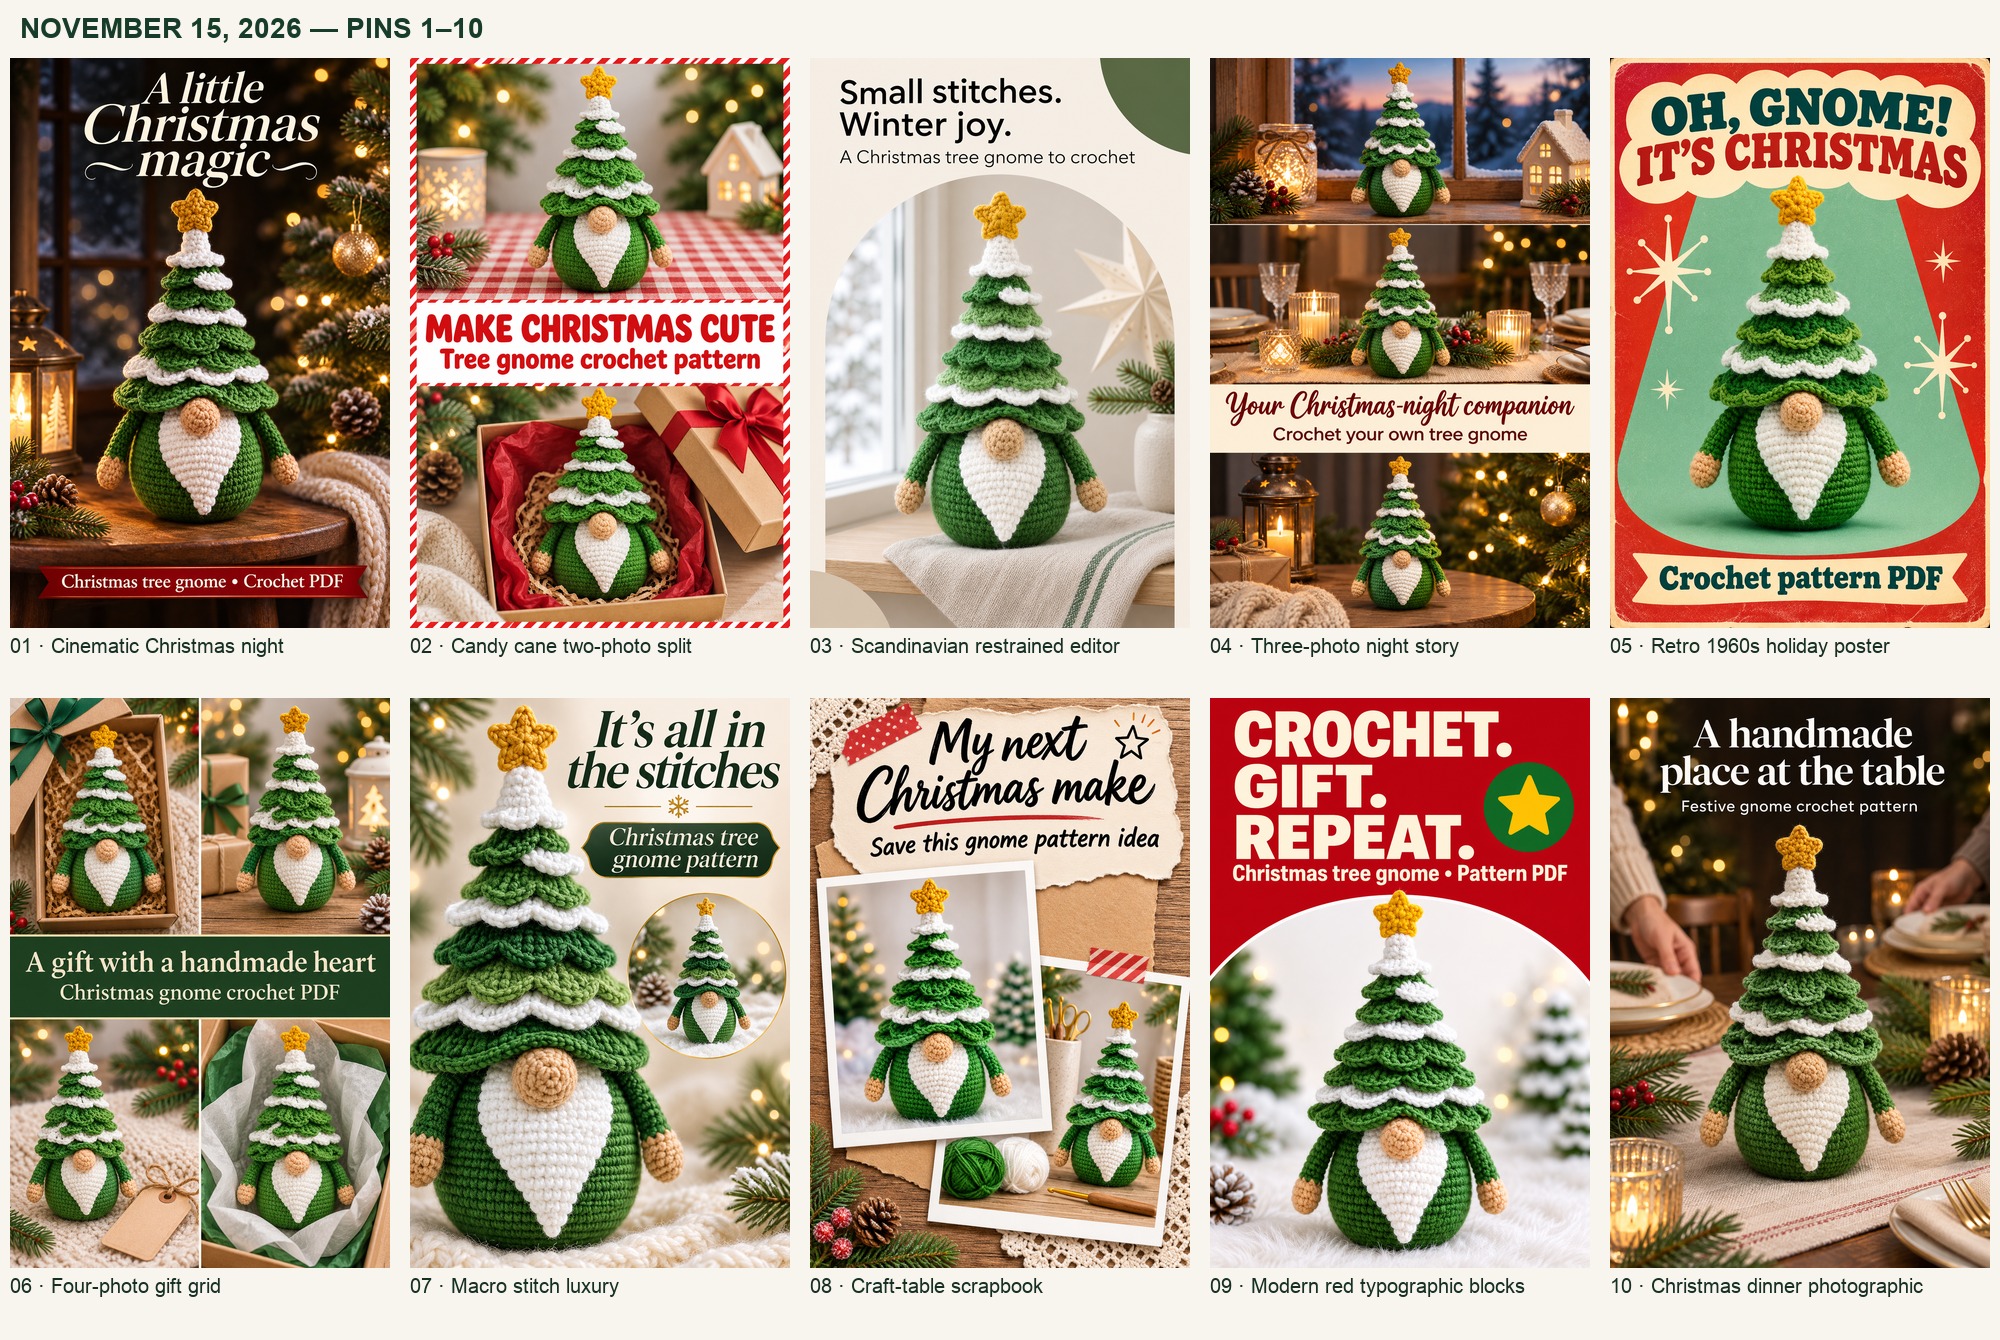 NOVEMBER 15, 2026 — PINS 1–10
A little
Christmas
magic
Christmas tree gnome • Crochet PDF
01 · Cinematic Christmas night
MAKE CHRISTMAS CUTE
Tree gnome crochet pattern
02 · Candy cane two-photo split
Small stitches.
Winter joy.
A Christmas tree gnome to crochet
03 · Scandinavian restrained editor
Your Christmas-night companion
Crochet your own tree gnome
04 · Three-photo night story
OH, GNOME!
IT'S CHRISTMAS
Crochet pattern PDF
05 · Retro 1960s holiday poster
A gift with a handmade heart
Christmas gnome crochet PDF
06 · Four-photo gift grid
It's all in
the stitches
Christmas tree
gnome pattern
07 · Macro stitch luxury
My next
Christmas make
Save this gnome pattern idea
08 · Craft-table scrapbook
CROCHET.
GIFT.
REPEAT.
Christmas tree gnome • Pattern PDF
09 · Modern red typographic blocks
A handmade
place at the table
Festive gnome crochet pattern
10 · Christmas dinner photographic